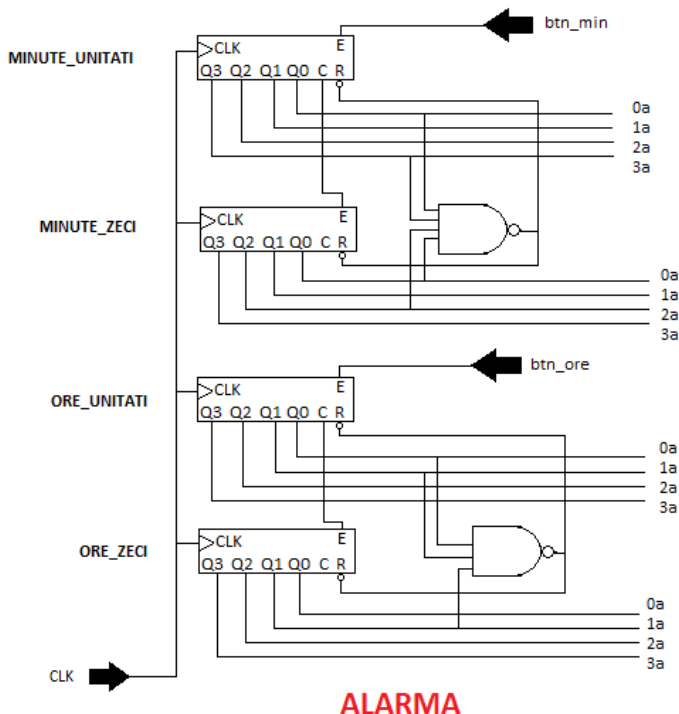 btn_min
E
CLK
MINUTE_UNITATI
Q3 Q2 Q1 Q0 C R
0a
1a
2a
3a
E
CLK
MINUTE_ZECI
Q3 Q2 Q1 Q0 C R
0a
1a
2a
3a
btn_ore
E
CLK
ORE_UNITATI
Q3 Q2 Q1 Q0 C R
0a
1a
2a
3a
E
CLK
ORE_ZECI
Q3 Q2 Q1 Q0 C R
0a
1a
2a
3a
CLK
ALARMA